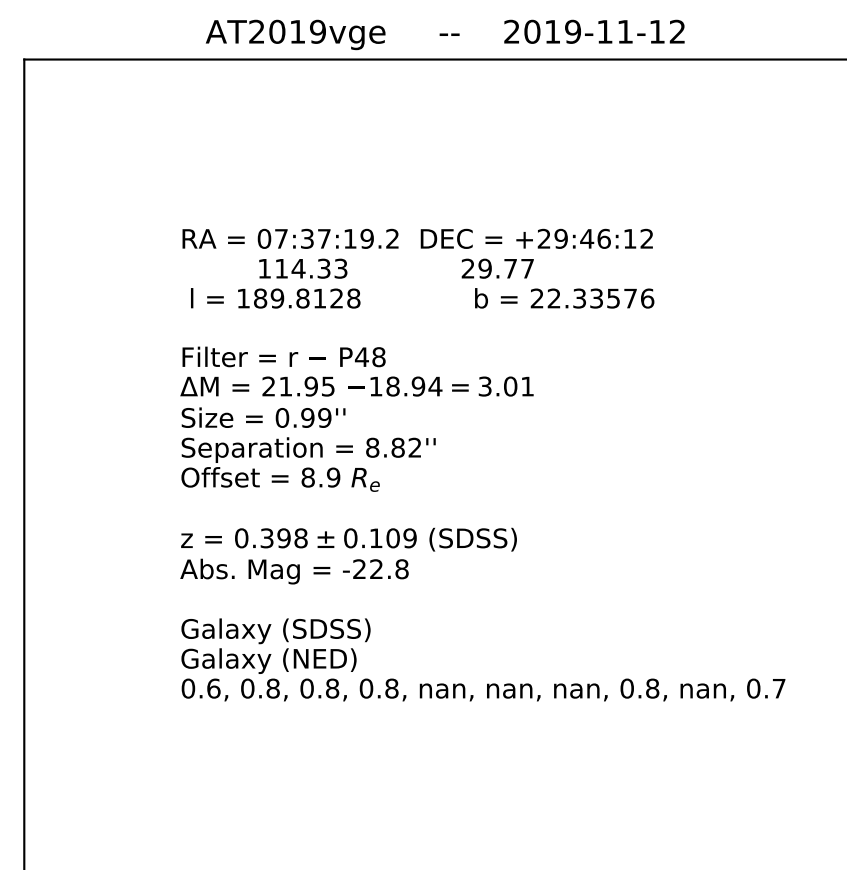 AT2019vge -- 2019-11-12
RA = 07:37:19.2 DEC = +29:46:12
114.33 29.77
l = 189.8128 b = 22.33576
Filter = r − P48
ΔM = 21.95 −18.94 = 3.01
Size = 0.99''
Separation = 8.82''
Offset = 8.9 Rₑ
z = 0.398 ± 0.109 (SDSS)
Abs. Mag = -22.8
Galaxy (SDSS)
Galaxy (NED)
0.6, 0.8, 0.8, 0.8, nan, nan, nan, 0.8, nan, 0.7